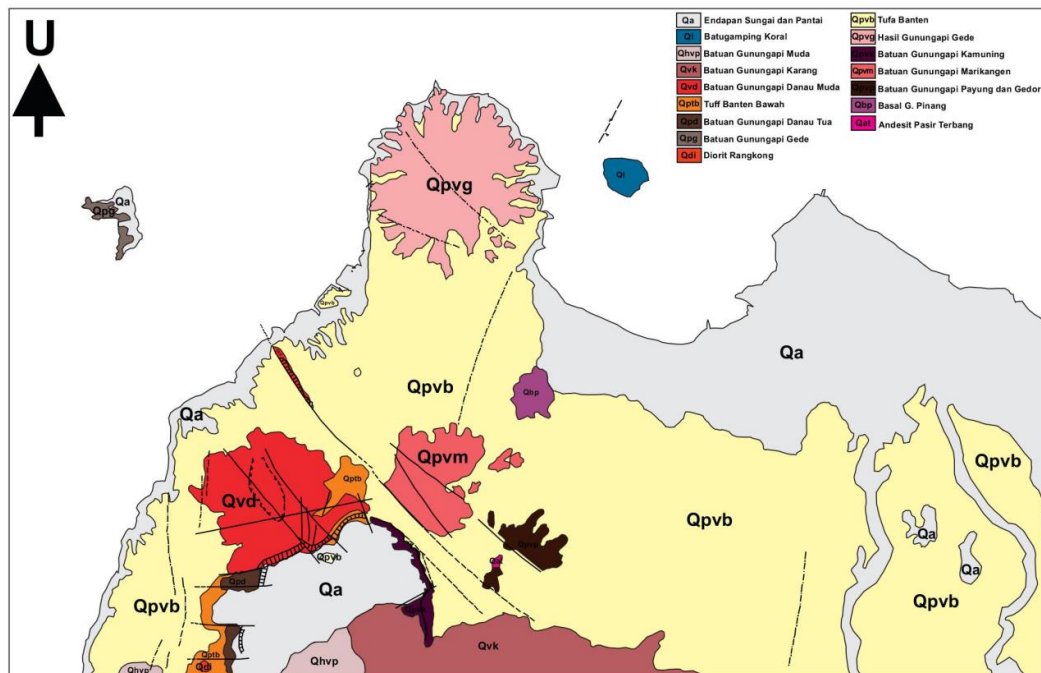 U
Qa Endapan Sungai dan Pantai
Ql Batugamping Koral
Qhvp Batuan Gunungapi Muda
Qvk Batuan Gunungapi Karang
Qvd Batuan Gunungapi Danau Muda
Qptb Tuff Banten Bawah
Qpd Batuan Gunungapi Danau Tua
Qpg Batuan Gunungapi Gede
Qdi Diorit Rangkong
Qpvb Tufa Banten
Qpvg Hasil Gunungapi Gede
Batuan Gunungapi Kamuning
Qpvm Batuan Gunungapi Marikangen
Batuan Gunungapi Payung dan Gedor
Qbp Basal G. Pinang
Qat Andesit Pasir Terbang
Qpvg
Ql
Qa
Qpg
Qpvb
Qa
Qpvb
Qbp
Qa
Qpvm
Qpvb
Qptb
Qvd
Qpvb
Qpvb
Qa
Qa
Qpvb
Qpd
Qa
Qpvb
Qpvb
Qvk
Qptb
Qhvp
Qhvp
Qdi